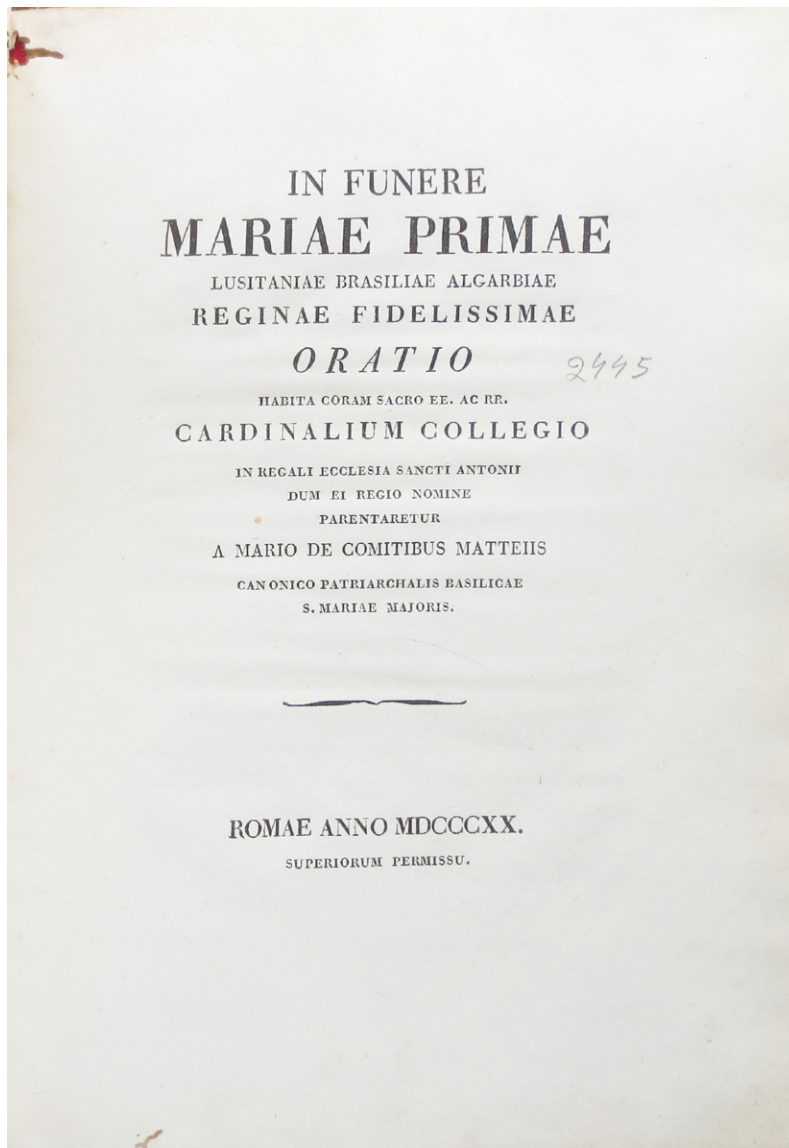 IN FUNERE
MARIAE PRIMAE
LUSITANIAE BRASILIAE ALGARBIAE
REGINAE FIDELISSIMAE
ORATIO
2445
HABITA CORAM SACRO EE. AC RR.
CARDINALIUM COLLEGIO
IN REGALI ECCLESIA SANCTI ANTONII
DUM EI REGIO NOMINE
PARENTARETUR
A MARIO DE COMITIBUS MATTEIIS
CANONICO PATRIARCHALIS BASILICAE
S. MARIAE MAJORIS.
ROMAE ANNO MDCCCXX.
SUPERIORUM PERMISSU.